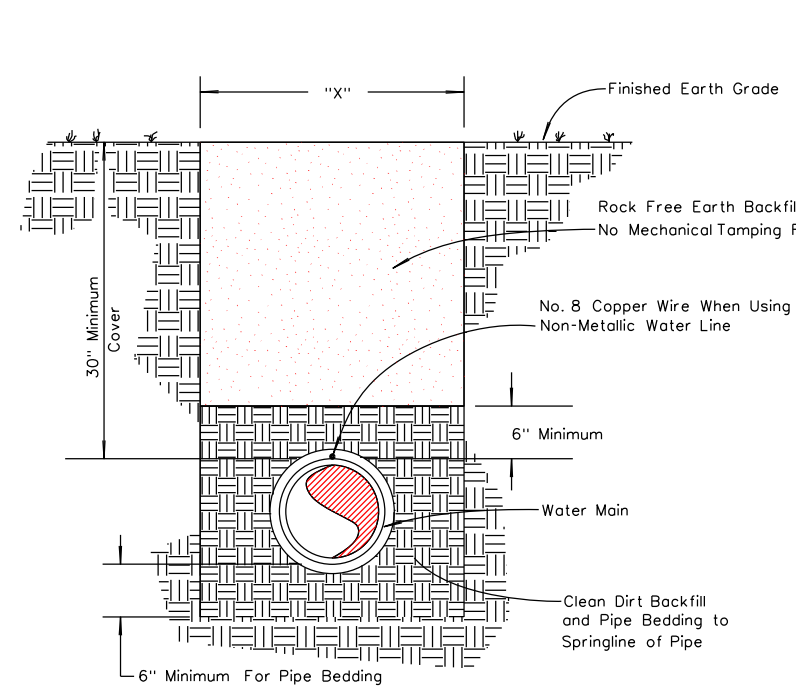 "X"
Finished Earth Grade
Rock Free Earth
No Mechanical Tamping
No. 8 Copper Wire When Using
Non-Metallic Water Line
30" Minimum
Cover
6" Minimum
Water Main
Clean Dirt Backfill
and Pipe Bedding to
Springline of Pipe
6" Minimum For Pipe Bedding